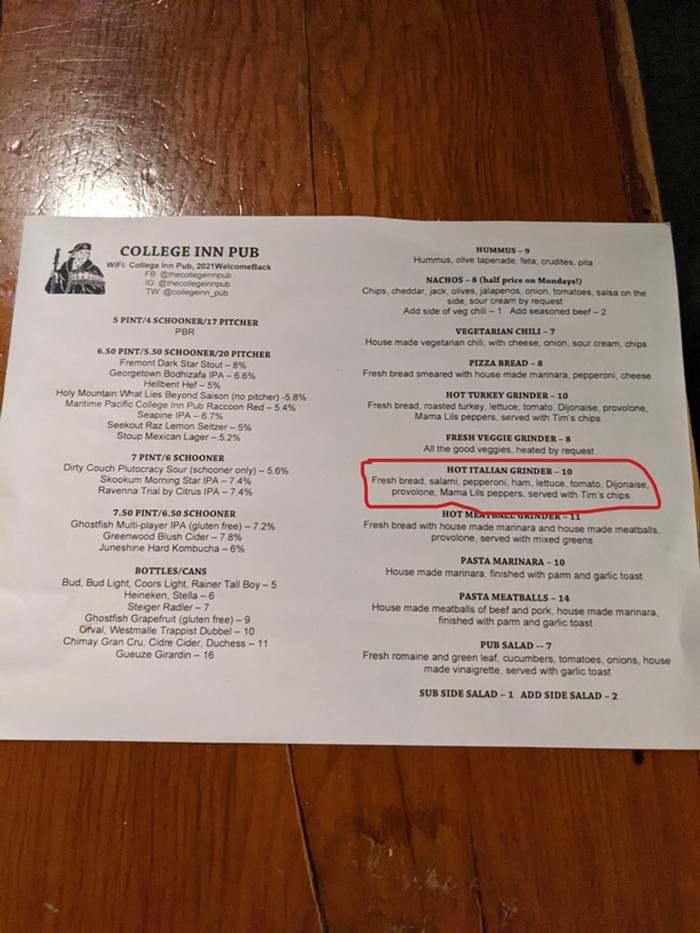 COLLEGE INN PUB
WiFi: College Inn Pub, 2021WelcomeBack
FB: @thecollegeinnpub
IG: @thecollegeinnpub
TW: @collegeinn_pub
5 PINT/4 SCHOONER/17 PITCHER
PBR
6.50 PINT/5.50 SCHOONER/20 PITCHER
Fremont Dark Star Stout – 8%
Georgetown Bodhizafa IPA – 6.6%
Hellbent Hef – 5%
Holy Mountain What Lies Beyond Saison (no pitcher) -5.8%
Maritime Pacific College Inn Pub Raccoon Red – 5.4%
Seapine IPA – 6.7%
Seekout Raz Lemon Seltzer – 5%
Stoup Mexican Lager – 5.2%
7 PINT/6 SCHOONER
Dirty Couch Plutocracy Sour (schooner only) – 5.6%
Skookum Morning Star IPA – 7.4%
Ravenna Trial by Citrus IPA – 7.4%
7.50 PINT/6.50 SCHOONER
Ghostfish Multi-player IPA (gluten free) – 7.2%
Greenwood Blush Cider – 7.8%
Juneshine Hard Kombucha – 6%
BOTTLES/CANS
Bud, Bud Light, Coors Light, Rainer Tall Boy – 5
Heineken, Stella – 6
Steiger Radler – 7
Ghostfish Grapefruit (gluten free) – 9
Orval, Westmalle Trappist Dubbel – 10
Chimay Gran Cru, Cidre Cider, Duchess – 11
Gueuze Girardin – 16
HUMMUS – 9
Hummus, olive tapenade, feta, crudites, pita
NACHOS – 8 (half price on Mondays!)
Chips, cheddar, jack, olives, jalapenos, onion, tomatoes, salsa on the
side, sour cream by request
Add side of veg chili – 1 Add seasoned beef – 2
VEGETARIAN CHILI – 7
House made vegetarian chili, with cheese, onion, sour cream, chips
PIZZA BREAD – 8
Fresh bread smeared with house made marinara, pepperoni, cheese
HOT TURKEY GRINDER – 10
Fresh bread, roasted turkey, lettuce, tomato, Dijonaise, provolone,
Mama Lils peppers, served with Tim's chips
FRESH VEGGIE GRINDER – 8
All the good veggies, heated by request
HOT ITALIAN GRINDER – 10
Fresh bread, salami, pepperoni, ham, lettuce, tomato, Dijonaise,
provolone, Mama Lils peppers, served with Tim's chips
HOT MEATBALL GRINDER – 11
Fresh bread with house made marinara and house made meatballs,
provolone, served with mixed greens
PASTA MARINARA – 10
House made marinara, finished with parm and garlic toast
PASTA MEATBALLS – 14
House made meatballs of beef and pork, house made marinara,
finished with parm and garlic toast
PUB SALAD -- 7
Fresh romaine and green leaf, cucumbers, tomatoes, onions, house
made vinaigrette, served with garlic toast
SUB SIDE SALAD – 1 ADD SIDE SALAD – 2